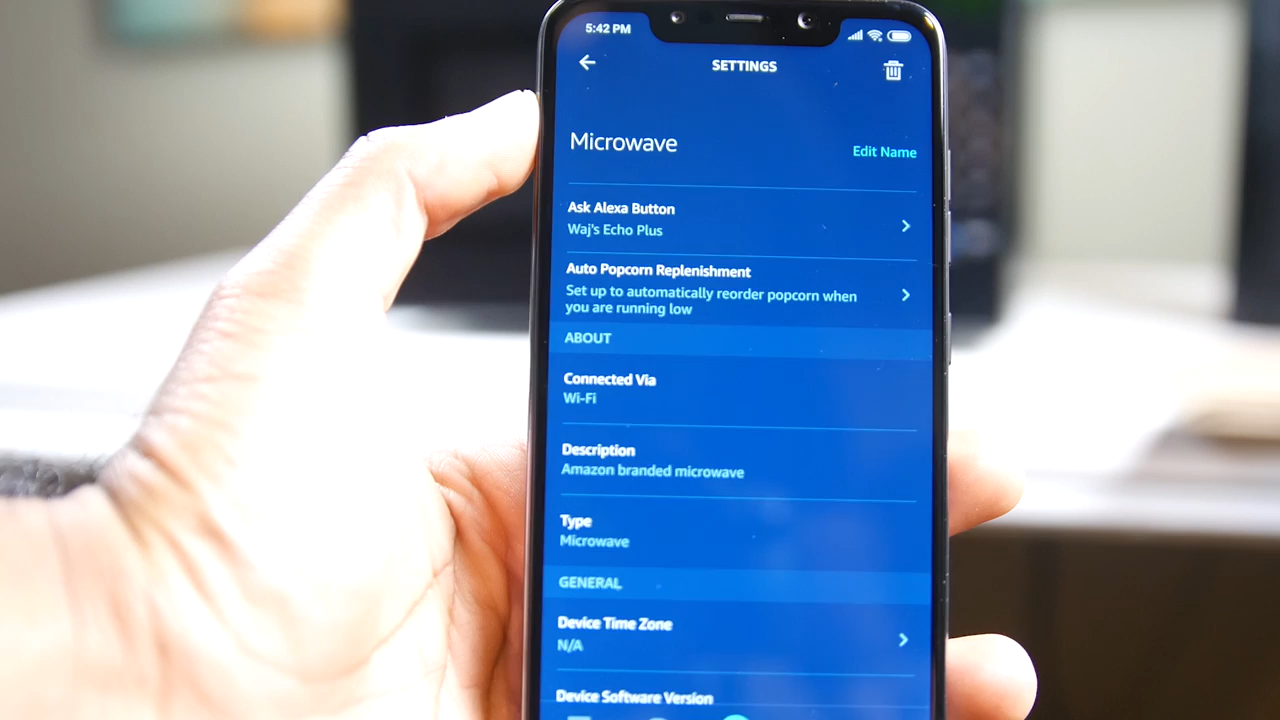 5:42 PM
SETTINGS
Microwave
Edit Name
Ask Alexa Button
Waj's Echo Plus
Auto Popcorn Replenishment
Set up to automatically reorder popcorn when
you are running low
ABOUT
Connected Via
Wi-Fi
Description
Amazon branded microwave
Type
Microwave
GENERAL
Device Time Zone
N/A
Device Software Version